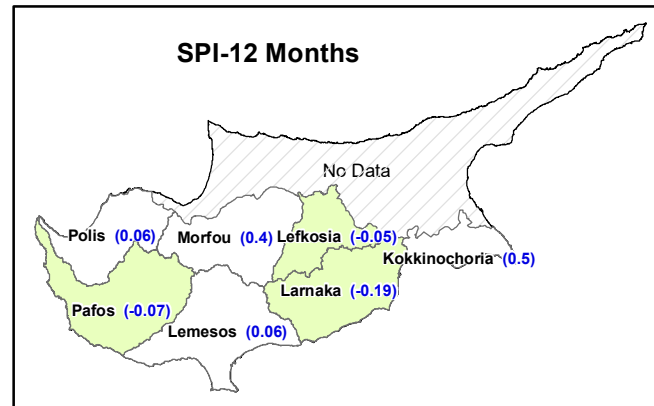 SPI-12 Months
No Data
Polis (0.06)
Morfou (0.4)
Lefkosia (-0.05)
Kokkinochoria (0.5)
Larnaka (-0.19)
Pafos (-0.07)
Lemesos (0.06)